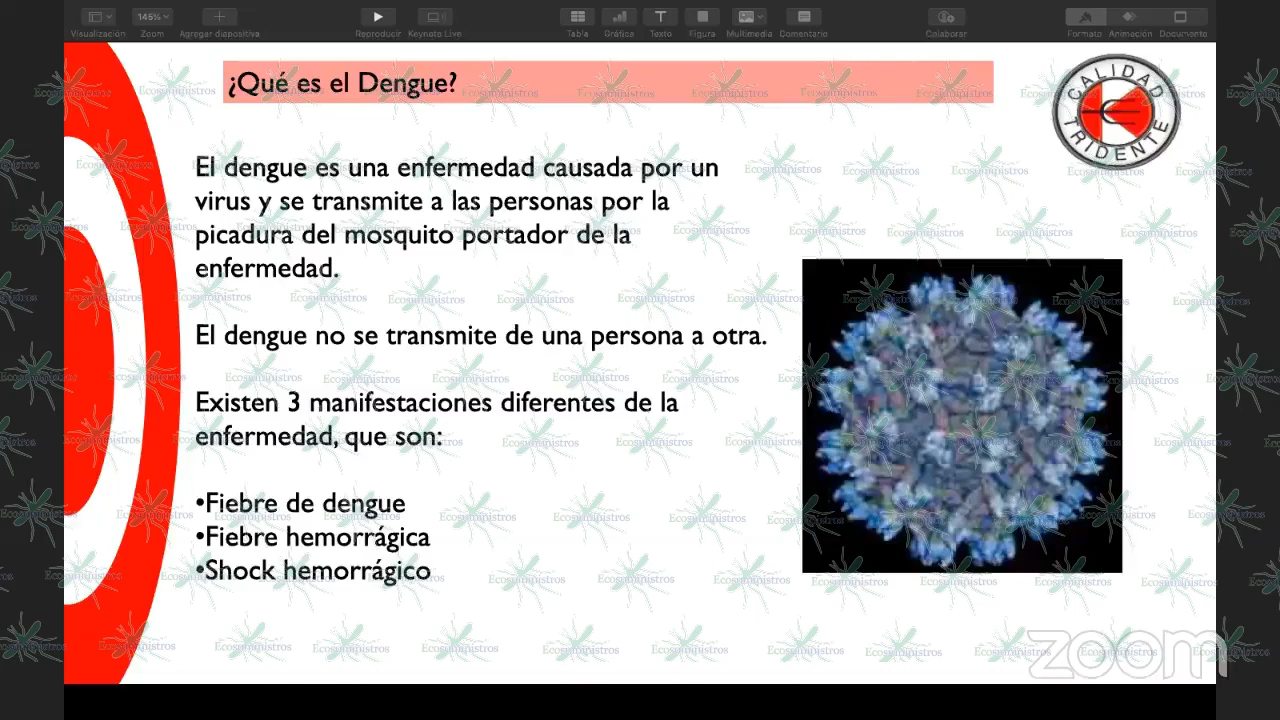 145%
Visualización
Zoom
Agregar diapositiva
Reproducir
Keynote Live
Tabla
Gráfica
Texto
Figura
Multimedia
Comentario
Colaborar
Formato
Animación
Documento
¿Qué es el Dengue?
CALIDAD
TRIDENTE
El dengue es una enfermedad causada por un
virus y se transmite a las personas por la
picadura del mosquito portador de la
enfermedad.
El dengue no se transmite de una persona a otra.
Existen 3 manifestaciones diferentes de la
enfermedad, que son:
•Fiebre de dengue
•Fiebre hemorrágica
•Shock hemorrágico
Ecosuministros
zoom